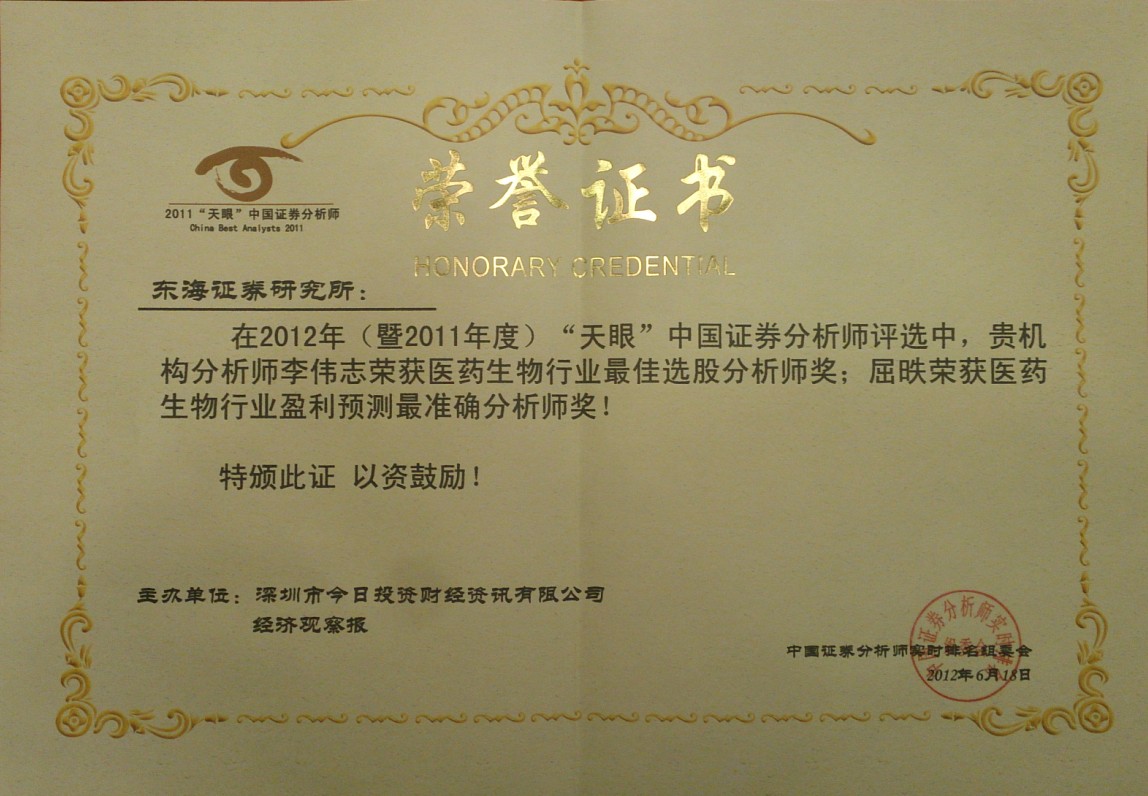 荣誉证书
HONORARY CREDENTIAL
2011“天眼”中国证券分析师
China Best Analysts 2011
东海证券研究所：
在2012年（暨2011年度）“天眼”中国证券分析师评选中，贵机
构分析师李伟志荣获医药生物行业最佳选股分析师奖；屈昳荣获医药
生物行业盈利预测最准确分析师奖！
特颁此证 以资鼓励！
主办单位：深圳市今日投资财经资讯有限公司
经济观察报
中国证券分析师实时排名组委会
2012年6月18日